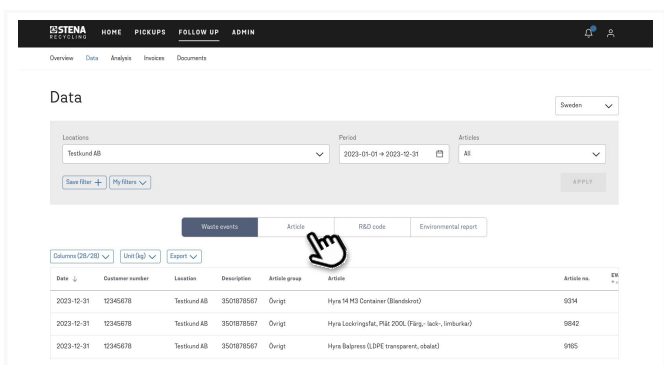 STENA HOME PICKUPS FOLLOW UP ADMIN
RECYCLING
Overview Data Analysis Invoices Documents
Data
Sweden
Locations Period Articles
Testkund AB 2023-01-01 → 2023-12-31 All
Save filter + My filters APPLY
Waste events Article R&D code Environmental report
Columns (28/28) Unit (kg) Export
Date ↓ Customer number Location Description Article group Article Article no.
2023-12-31 12345678 Testkund AB 3501878567 Övrigt Hyra 14 M3 Container (Blandskrot) 9314
2023-12-31 12345678 Testkund AB 3501878567 Övrigt Hyra Lockringsfat, Plåt 200L (Färg,- lack-, limburkar) 9842
2023-12-31 12345678 Testkund AB 3501878567 Övrigt Hyra Balpress (LDPE transparent, obalat) 9165